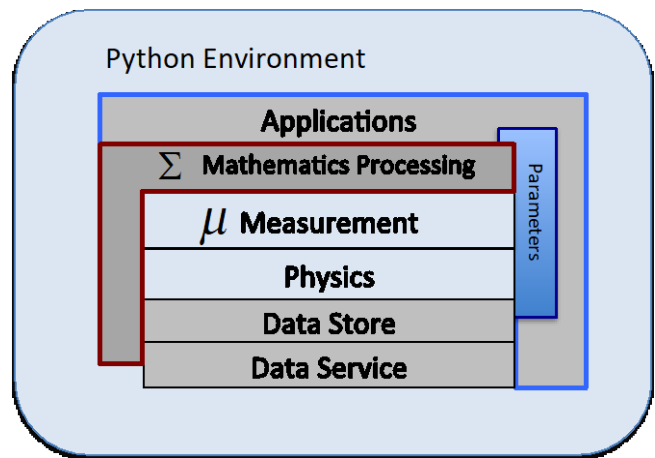 Python Environment
Applications
Σ Mathematics Processing
Parameters
μ Measurement
Physics
Data Store
Data Service